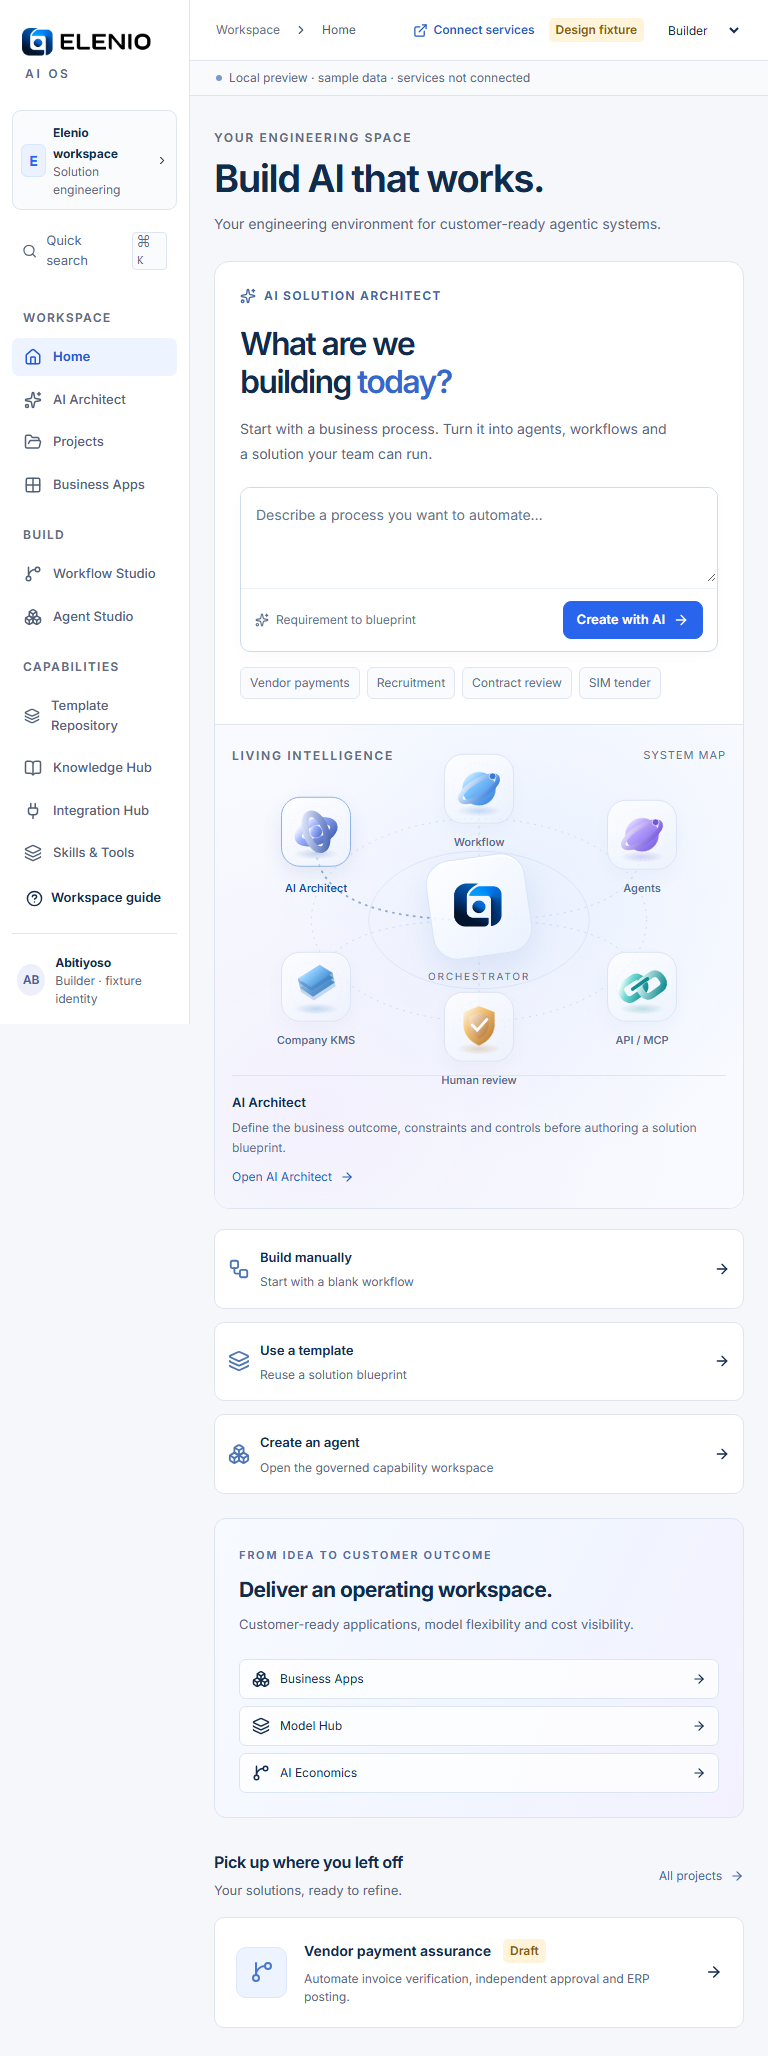 ELENIO
AI OS
E
Elenio
workspace
Solution
engineering
Quick
search
⌘
K
WORKSPACE
Home
AI Architect
Projects
Business Apps
BUILD
Workflow Studio
Agent Studio
CAPABILITIES
Template
Repository
Knowledge Hub
Integration Hub
Skills & Tools
Workspace guide
AB
Abitiyoso
Builder · fixture
identity
Workspace
Home
Connect services
Design fixture
Builder
Local preview · sample data · services not connected
YOUR ENGINEERING SPACE
Build AI that works.
Your engineering environment for customer-ready agentic systems.
AI SOLUTION ARCHITECT
What are we
building today?
Start with a business process. Turn it into agents, workflows and
a solution your team can run.
Describe a process you want to automate...
Requirement to blueprint
Create with AI
Vendor payments
Recruitment
Contract review
SIM tender
LIVING INTELLIGENCE
SYSTEM MAP
Workflow
AI Architect
Agents
ORCHESTRATOR
Company KMS
API / MCP
Human review
AI Architect
Define the business outcome, constraints and controls before authoring a solution
blueprint.
Open AI Architect
Build manually
Start with a blank workflow
Use a template
Reuse a solution blueprint
Create an agent
Open the governed capability workspace
FROM IDEA TO CUSTOMER OUTCOME
Deliver an operating workspace.
Customer-ready applications, model flexibility and cost visibility.
Business Apps
Model Hub
AI Economics
Pick up where you left off
Your solutions, ready to refine.
All projects
Vendor payment assurance
Draft
Automate invoice verification, independent approval and ERP
posting.